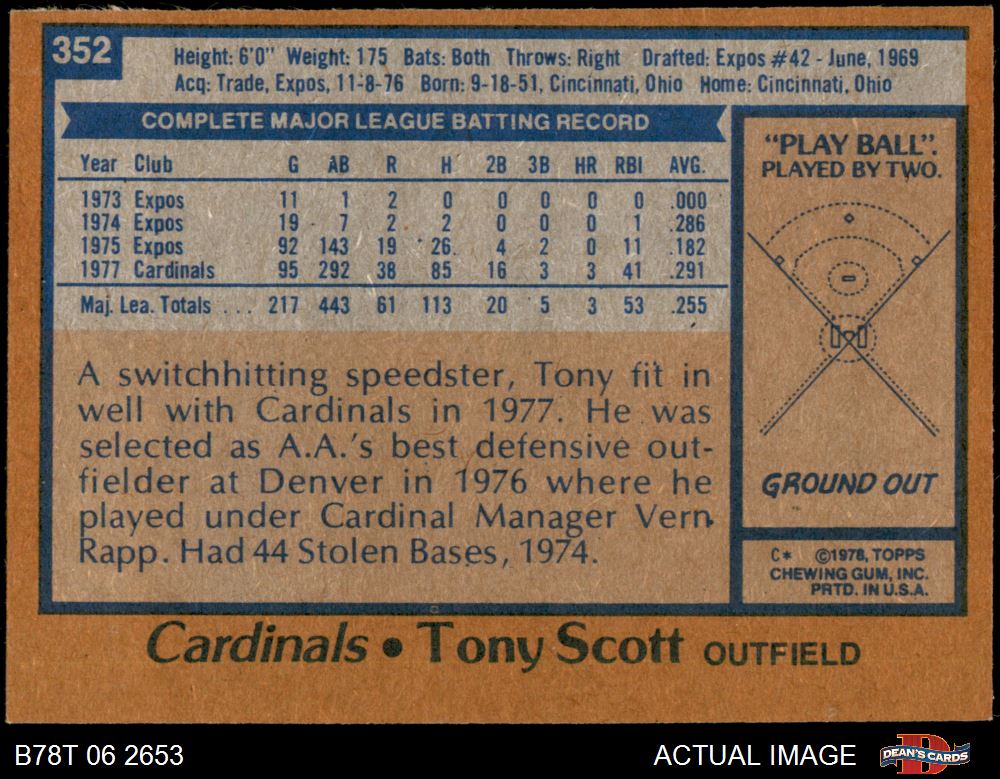 352
Height: 6'0" Weight: 175 Bats: Both Throws: Right Drafted: Expos #42 - June, 1969
Acq: Trade, Expos, 11-8-76 Born: 9-18-51, Cincinnati, Ohio Home: Cincinnati, Ohio
COMPLETE MAJOR LEAGUE BATTING RECORD
Year Club G AB R H 2B 3B HR RBI AVG.
1973 Expos 11 1 2 0 0 0 0 0 .000
1974 Expos 19 7 2 2 0 0 0 1 .286
1975 Expos 92 143 19 26 4 2 0 11 .182
1977 Cardinals 95 292 38 85 16 3 3 41 .291
Maj. Lea. Totals ... 217 443 61 113 20 5 3 53 .255
A switchhitting speedster, Tony fit in
well with Cardinals in 1977. He was
selected as A.A.'s best defensive out-
fielder at Denver in 1976 where he
played under Cardinal Manager Vern
Rapp. Had 44 Stolen Bases, 1974.
"PLAY BALL".
PLAYED BY TWO.
GROUND OUT
C* ©1978, TOPPS
CHEWING GUM, INC.
PRTD. IN U.S.A.
Cardinals • Tony Scott OUTFIELD
B78T 06 2653
ACTUAL IMAGE
DEAN'S CARDS